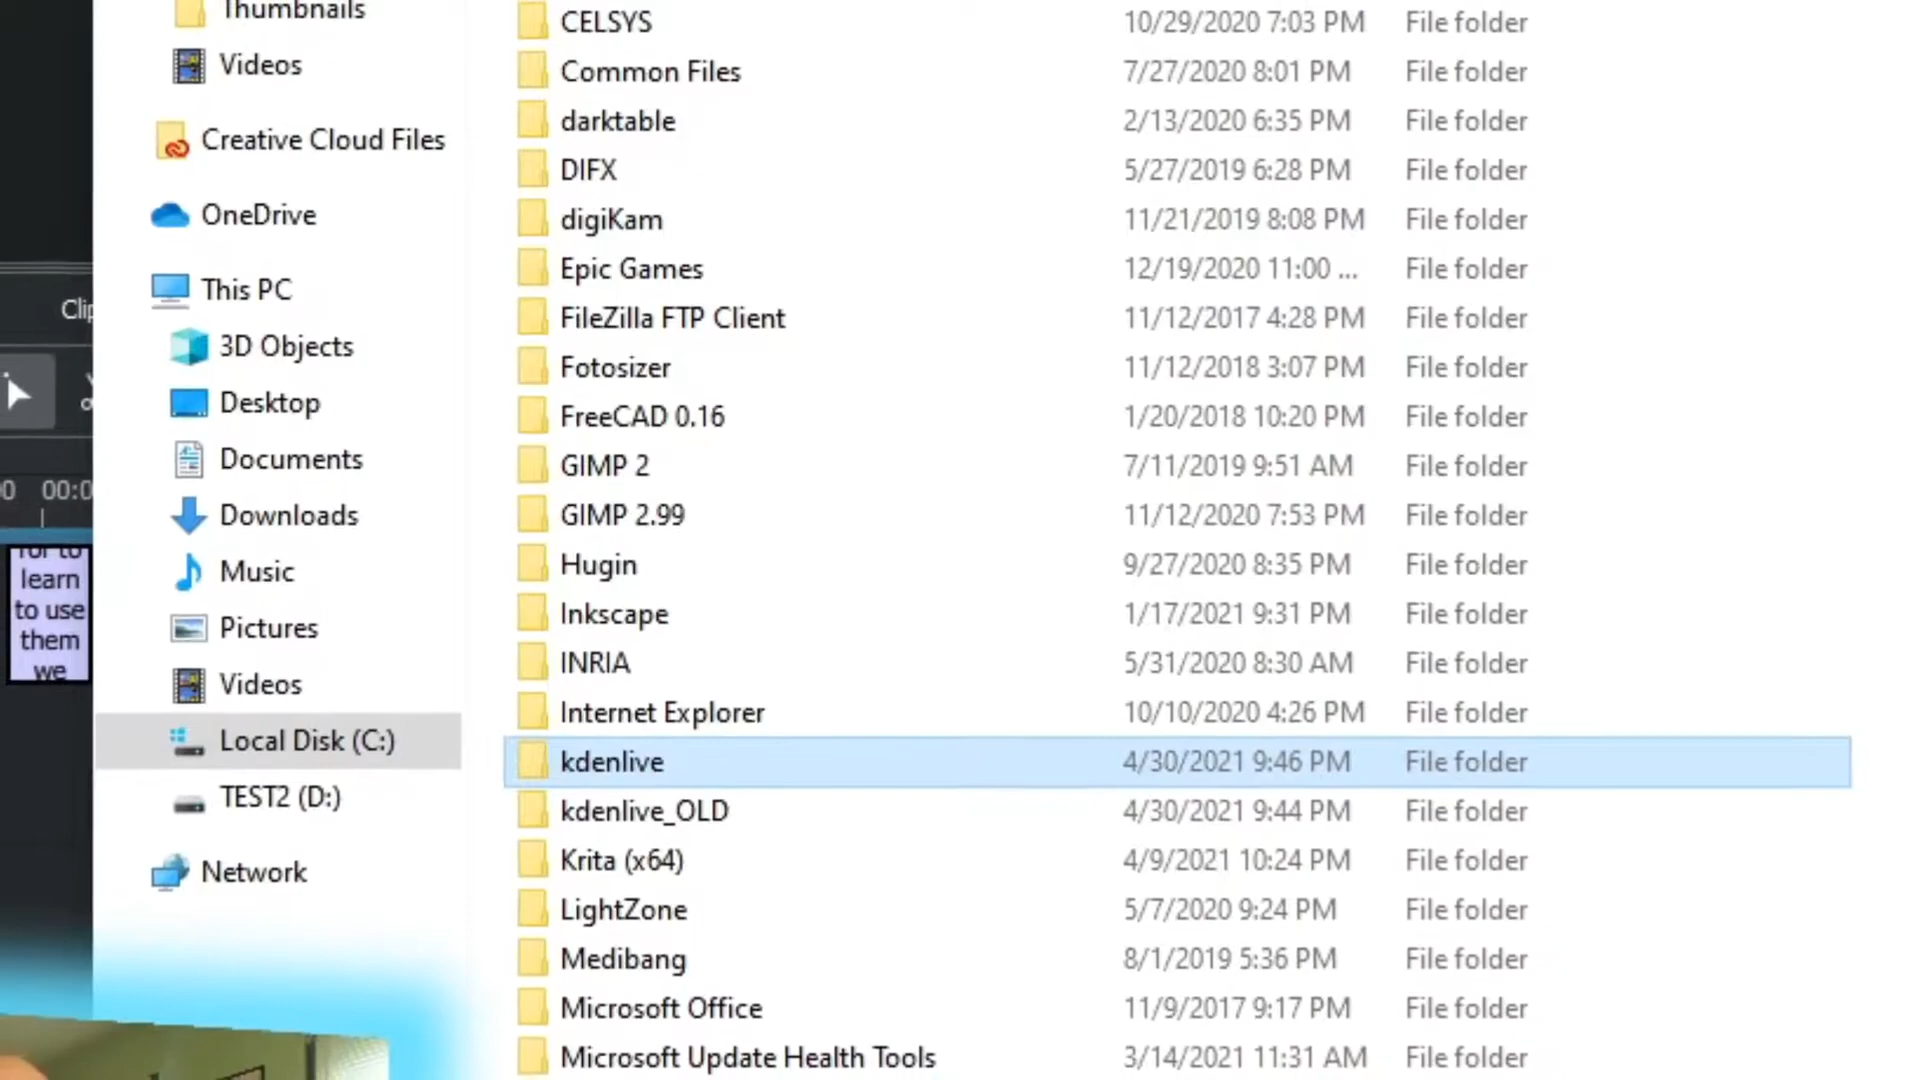 Thumbnails
Videos
Creative Cloud Files
OneDrive
This PC
3D Objects
Desktop
Documents
Downloads
Music
Pictures
Videos
Local Disk (C:)
TEST2 (D:)
Network
CELSYS 10/29/2020 7:03 PM File folder
Common Files 7/27/2020 8:01 PM File folder
darktable 2/13/2020 6:35 PM File folder
DIFX 5/27/2019 6:28 PM File folder
digiKam 11/21/2019 8:08 PM File folder
Epic Games 12/19/2020 11:00 ... File folder
FileZilla FTP Client 11/12/2017 4:28 PM File folder
Fotosizer 11/12/2018 3:07 PM File folder
FreeCAD 0.16 1/20/2018 10:20 PM File folder
GIMP 2 7/11/2019 9:51 AM File folder
GIMP 2.99 11/12/2020 7:53 PM File folder
Hugin 9/27/2020 8:35 PM File folder
Inkscape 1/17/2021 9:31 PM File folder
INRIA 5/31/2020 8:30 AM File folder
Internet Explorer 10/10/2020 4:26 PM File folder
kdenlive 4/30/2021 9:46 PM File folder
kdenlive_OLD 4/30/2021 9:44 PM File folder
Krita (x64) 4/9/2021 10:24 PM File folder
LightZone 5/7/2020 9:24 PM File folder
Medibang 8/1/2019 5:36 PM File folder
Microsoft Office 11/9/2017 9:17 PM File folder
Microsoft Update Health Tools 3/14/2021 11:31 AM File folder
Clip
00:0
learn
to use
them
we